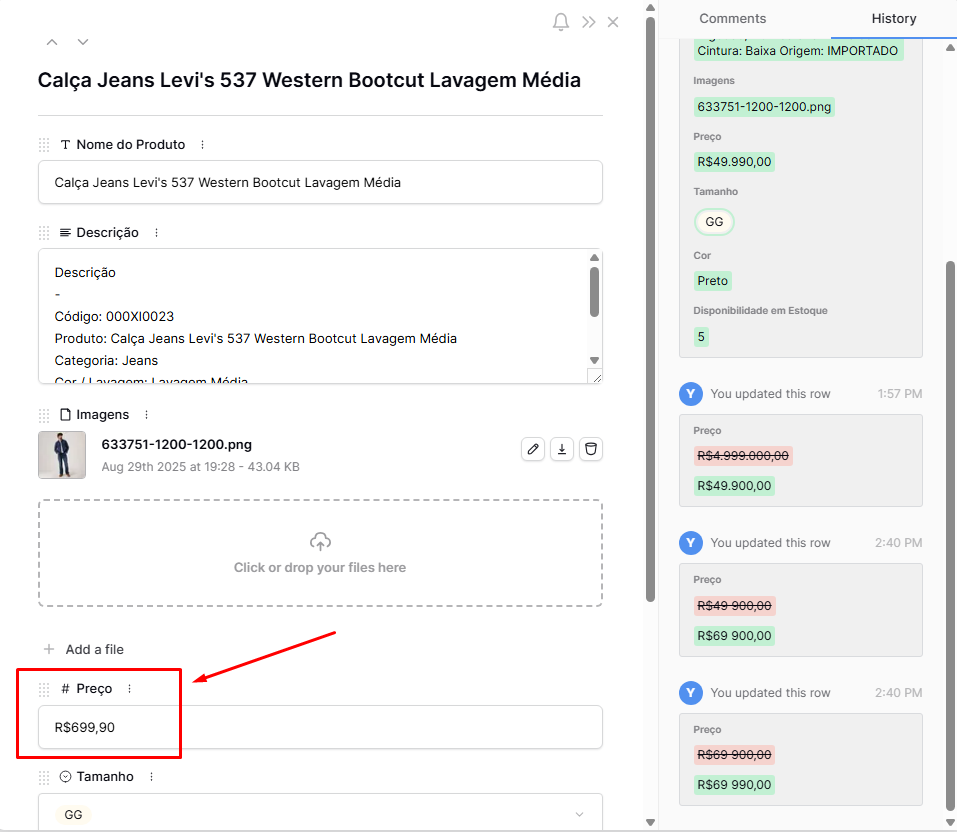 Calça Jeans Levi's 537 Western Bootcut Lavagem Média
Nome do Produto
Calça Jeans Levi's 537 Western Bootcut Lavagem Média
Descrição
Descrição
-
Código: 000XI0023
Produto: Calça Jeans Levi's 537 Western Bootcut Lavagem Média
Categoria: Jeans
Cor / Lavagem: Lavagem Média
Imagens
633751-1200-1200.png
Aug 29th 2025 at 19:28 - 43.04 KB
Click or drop your files here
+ Add a file
# Preço
R$699,90
Tamanho
GG
Comments
History
Cintura: Baixa Origem: IMPORTADO
Imagens
633751-1200-1200.png
Preço
R$49.990,00
Tamanho
GG
Cor
Preto
Disponibilidade em Estoque
5
Y You updated this row 1:57 PM
Preço
R$4.999.000,00
R$49.900,00
Y You updated this row 2:40 PM
Preço
R$49 900,00
R$69 900,00
Y You updated this row 2:40 PM
Preço
R$69 900,00
R$69 990,00